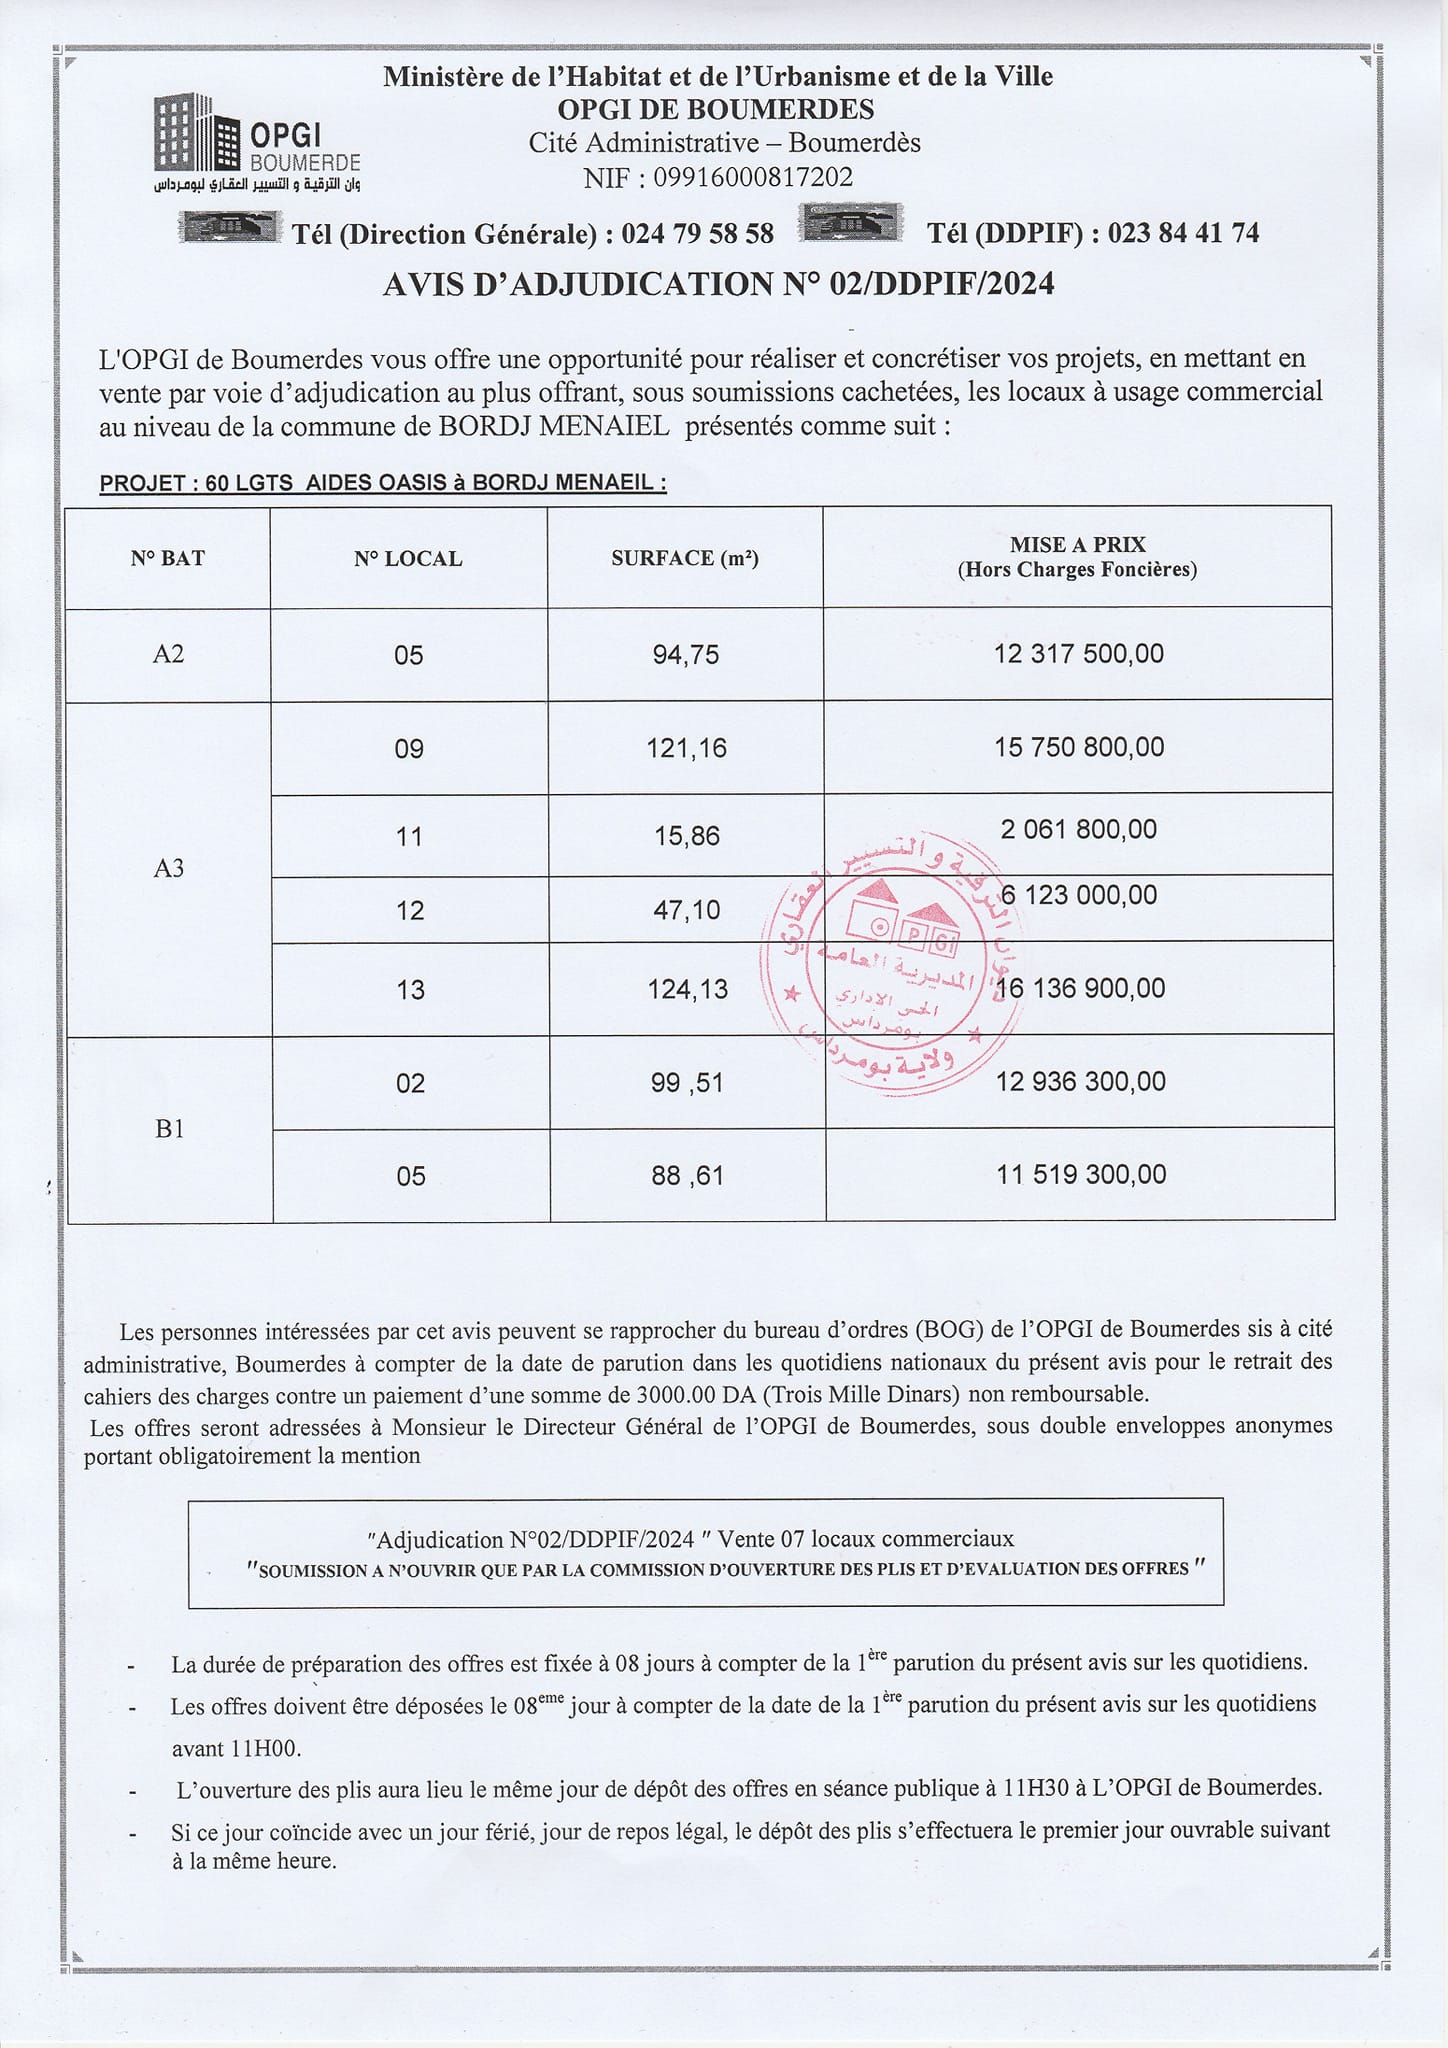 Ministère de l'Habitat et de l'Urbanisme et de la Ville
OPGI DE BOUMERDES
Cité Administrative – Boumerdès
NIF : 09916000817202
OPGI
BOUMERDE
وان الترقية و التسيير العقاري لبومرداس
Tél (Direction Générale) : 024 79 58 58 Tél (DDPIF) : 023 84 41 74
AVIS D'ADJUDICATION N° 02/DDPIF/2024
L'OPGI de Boumerdes vous offre une opportunité pour réaliser et concrétiser vos projets, en mettant en
vente par voie d'adjudication au plus offrant, sous soumissions cachetées, les locaux à usage commercial
au niveau de la commune de BORDJ MENAIEL présentés comme suit :
PROJET : 60 LGTS AIDES OASIS à BORDJ MENAEIL :
N° BAT N° LOCAL SURFACE (m²) MISE A PRIX
(Hors Charges Foncières)
A2 05 94,75 12 317 500,00
A3 09 121,16 15 750 800,00
11 15,86 2 061 800,00
12 47,10 6 123 000,00
13 124,13 16 136 900,00
B1 02 99 ,51 12 936 300,00
05 88 ,61 11 519 300,00
ديوان الترقية و التسيير العقاري
OPGi
المديرية العامة
الحي الاداري
بومرداس
ولاية بومرداس
Les personnes intéressées par cet avis peuvent se rapprocher du bureau d'ordres (BOG) de l'OPGI de Boumerdes sis à cité
administrative, Boumerdes à compter de la date de parution dans les quotidiens nationaux du présent avis pour le retrait des
cahiers des charges contre un paiement d'une somme de 3000.00 DA (Trois Mille Dinars) non remboursable.
Les offres seront adressées à Monsieur le Directeur Général de l'OPGI de Boumerdes, sous double enveloppes anonymes
portant obligatoirement la mention
"Adjudication N°02/DDPIF/2024 " Vente 07 locaux commerciaux
"SOUMISSION A N'OUVRIR QUE PAR LA COMMISSION D'OUVERTURE DES PLIS ET D'EVALUATION DES OFFRES "
- La durée de préparation des offres est fixée à 08 jours à compter de la 1ère parution du présent avis sur les quotidiens.
- Les offres doivent être déposées le 08eme jour à compter de la date de la 1ère parution du présent avis sur les quotidiens
avant 11H00.
- L'ouverture des plis aura lieu le même jour de dépôt des offres en séance publique à 11H30 à L'OPGI de Boumerdes.
- Si ce jour coïncide avec un jour férié, jour de repos légal, le dépôt des plis s'effectuera le premier jour ouvrable suivant
à la même heure.